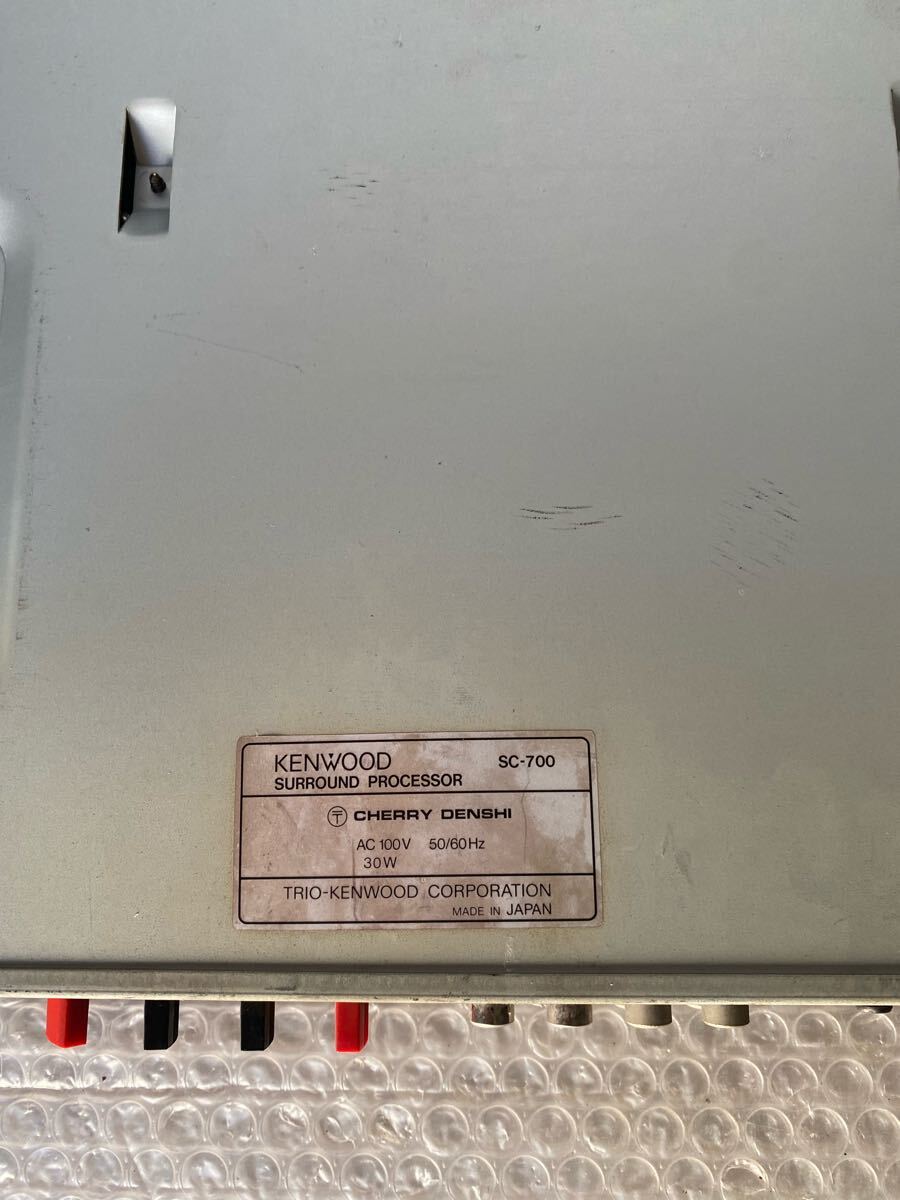 KENWOOD SC-700
SURROUND PROCESSOR
CHERRY DENSHI
AC 100V 50/60Hz
30W
TRIO-KENWOOD CORPORATION
MADE IN JAPAN